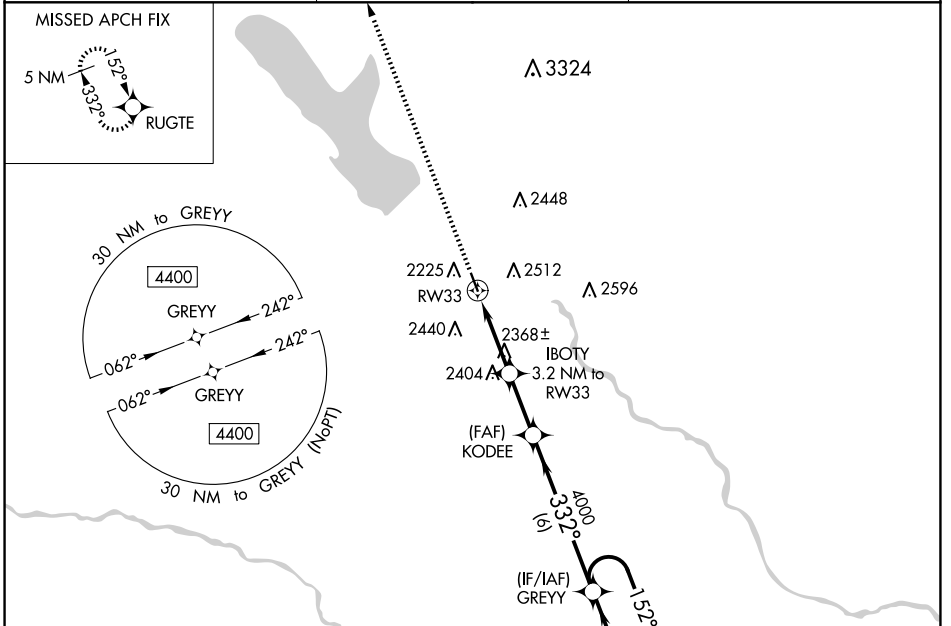 MISSED APCH FIX
5 NM
152°
332°
RUGTE
3324
2448
30 NM to GREYY
4400
GREYY
242°
062°
242°
062°
GREYY
4400
30 NM to GREYY (NoPT)
2225
2512
RW33
2596
2440
2368±
2404
IBOTY
3.2 NM to
RW33
(FAF)
KODEE
4000
332°
(6)
(IF/IAF)
GREYY
152°